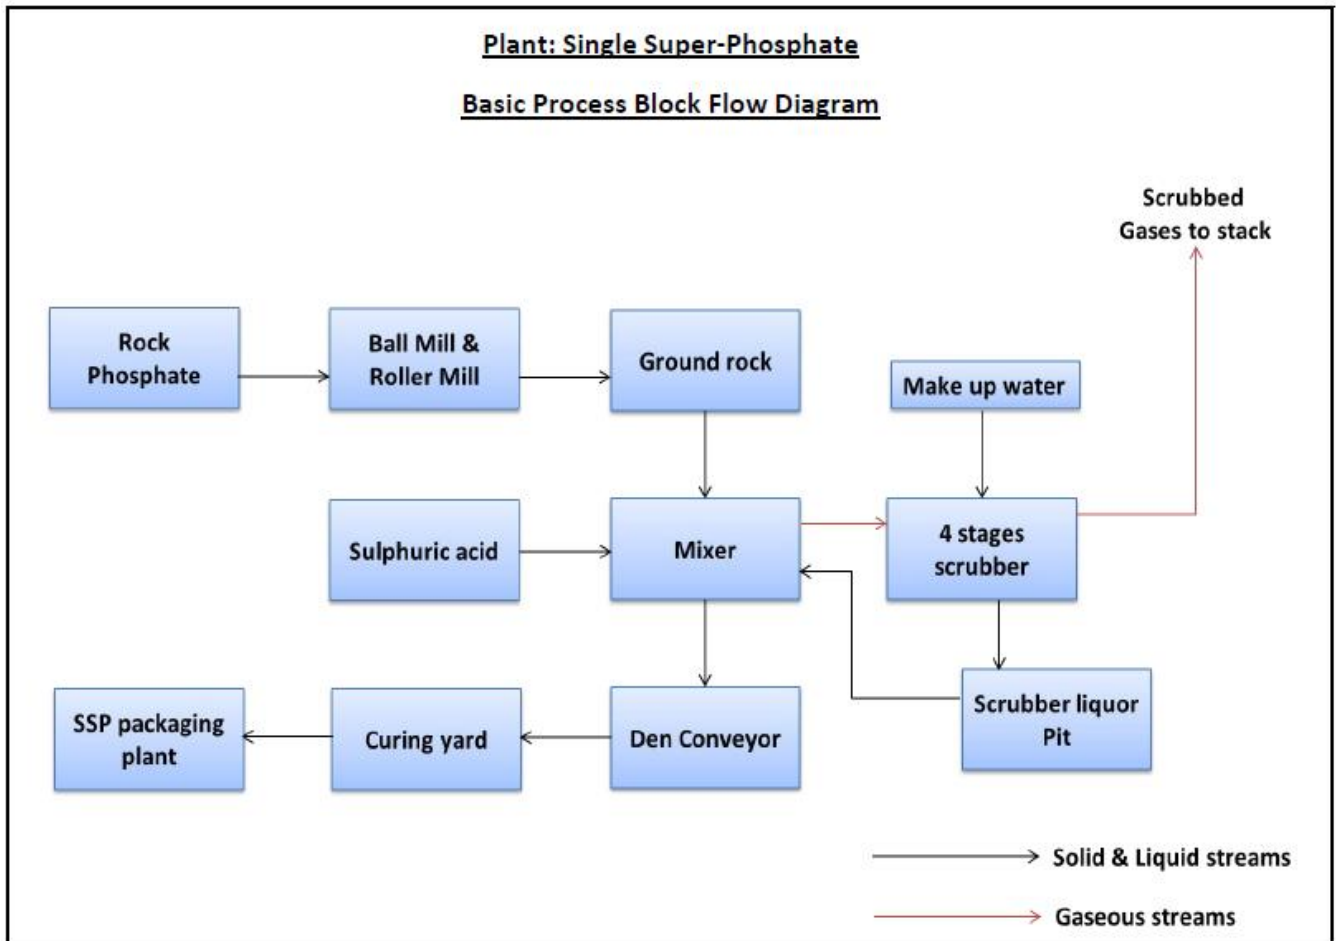 Plant: Single Super-Phosphate
Basic Process Block Flow Diagram
Scrubbed
Gases to stack
Rock
Phosphate
Ball Mill &
Roller Mill
Ground rock
Make up water
Sulphuric acid
Mixer
4 stages
scrubber
SSP packaging
plant
Curing yard
Den Conveyor
Scrubber liquor
Pit
Solid & Liquid streams
Gaseous streams